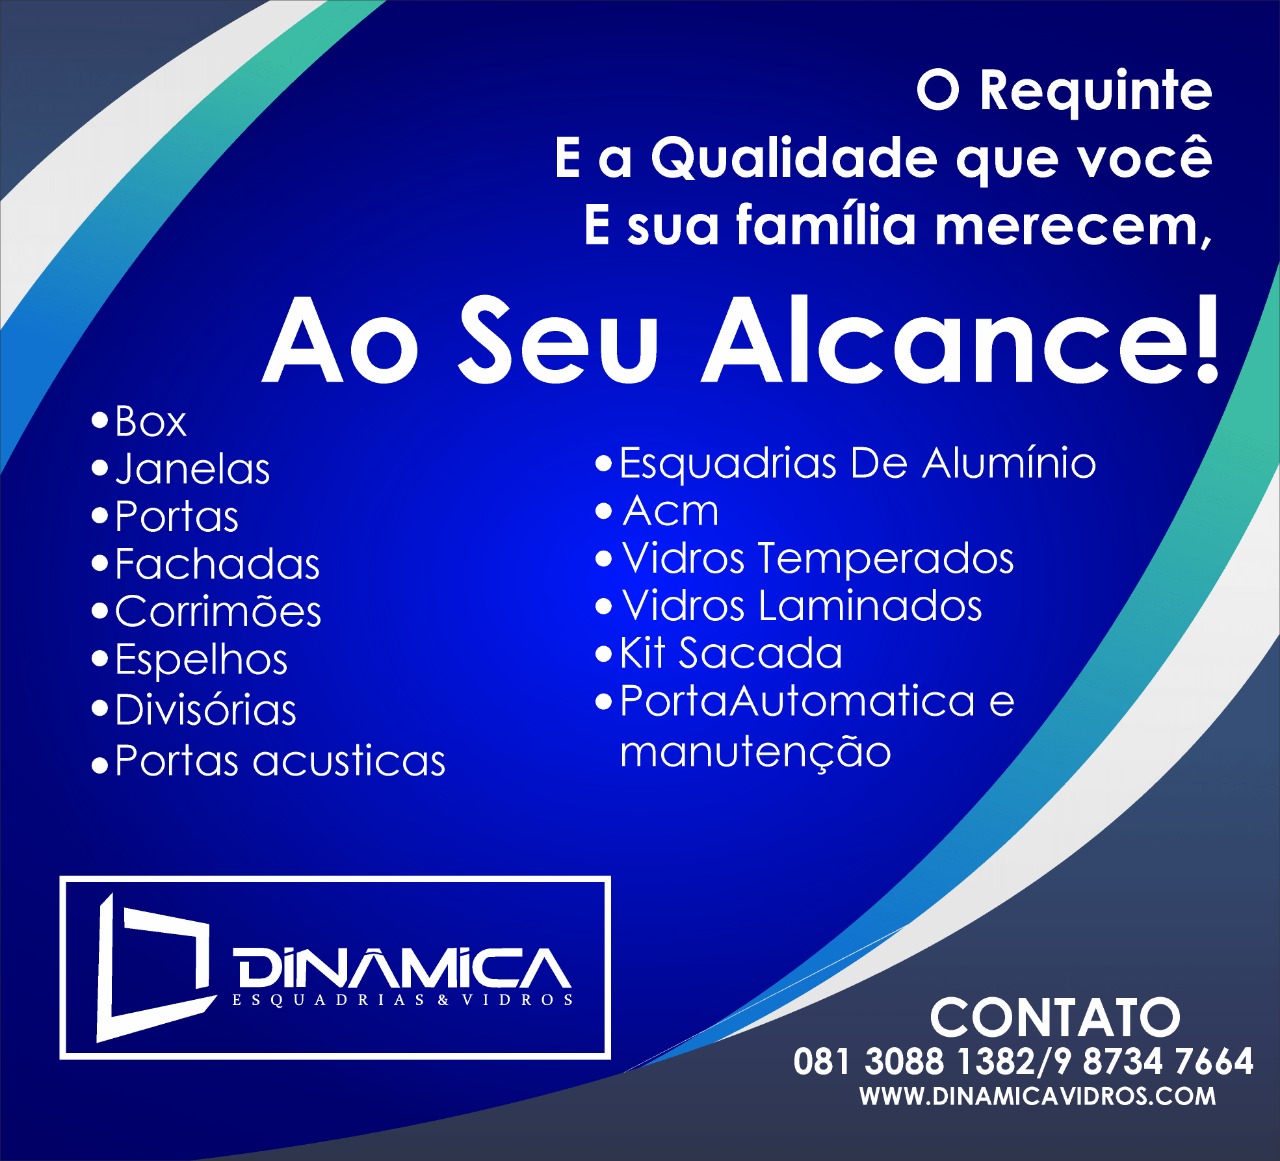 O Requinte
E a Qualidade que você
E sua família merecem,
Ao Seu Alcance!
•Box
•Janelas
•Portas
•Fachadas
•Corrimões
•Espelhos
•Divisórias
•Portas acusticas
•Esquadrias De Alumínio
•Acm
•Vidros Temperados
•Vidros Laminados
•Kit Sacada
•PortaAutomatica e
manutenção
DINÂMICA
ESQUADRIAS&VIDROS
CONTATO
081 3088 1382/9 8734 7664
WWW.DINAMICAVIDROS.COM